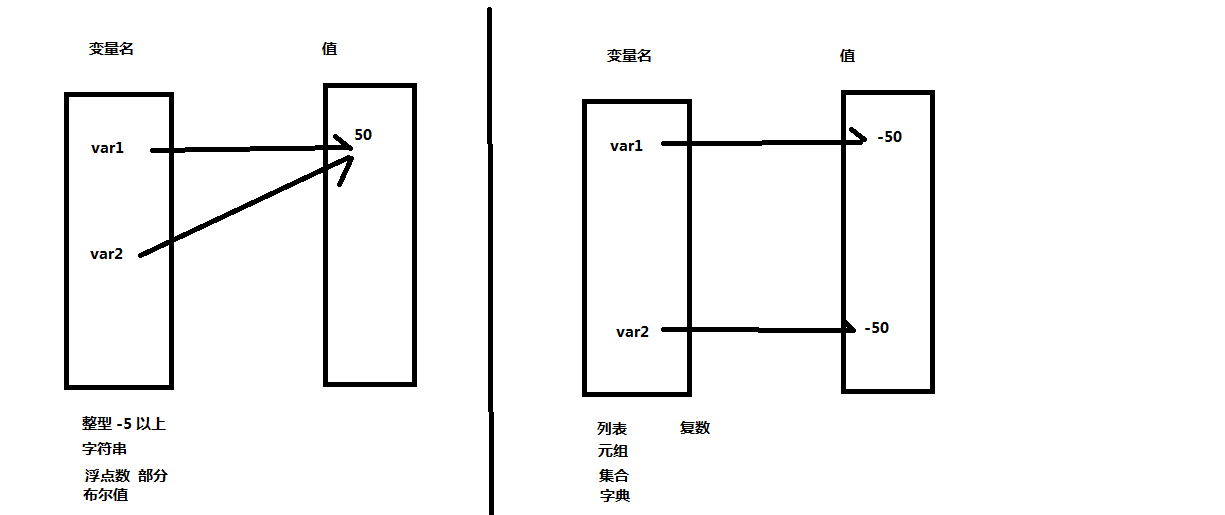 变量名
值
var1
50
var2
整型 -5 以上
字符串
浮点数 部分
布尔值
变量名
值
var1
-50
var2
-50
列表
复数
元组
集合
字典